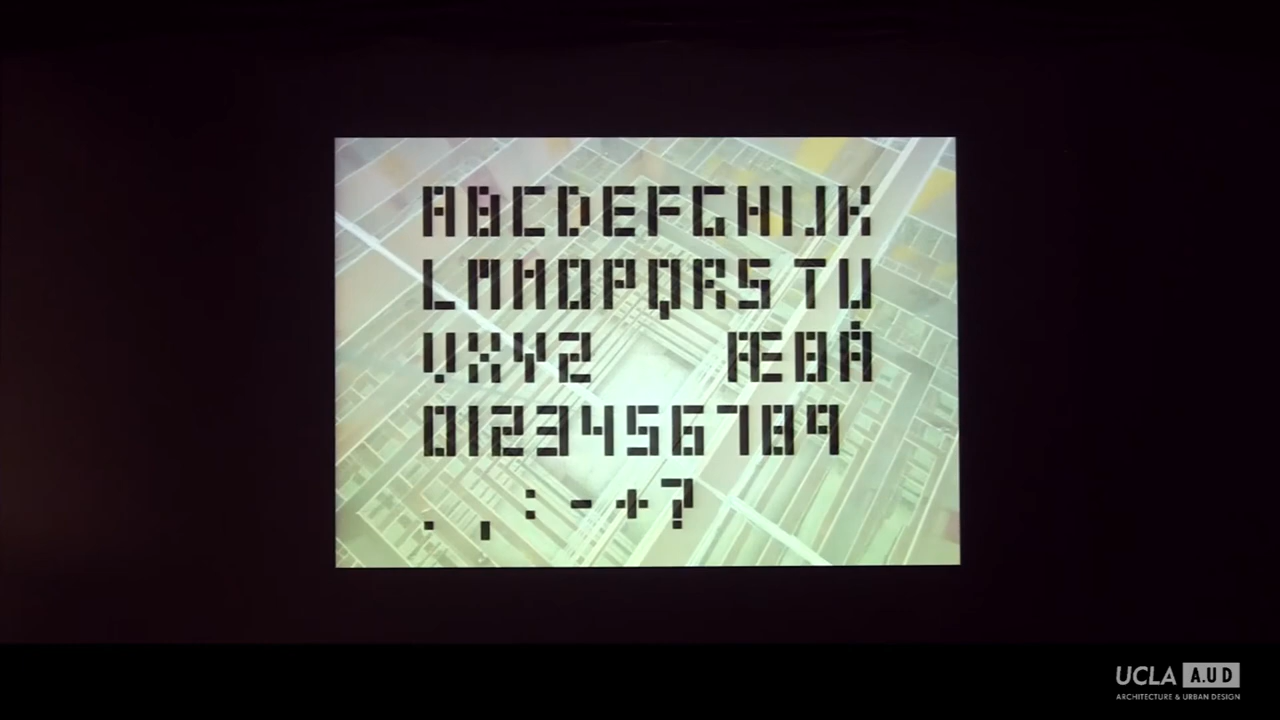 ABCDEFGHIJK
LMNOPQRSTU
VXYZ ÆØÅ
0123456789
. , : - + ?
UCLA A.UD
ARCHITECTURE & URBAN DESIGN